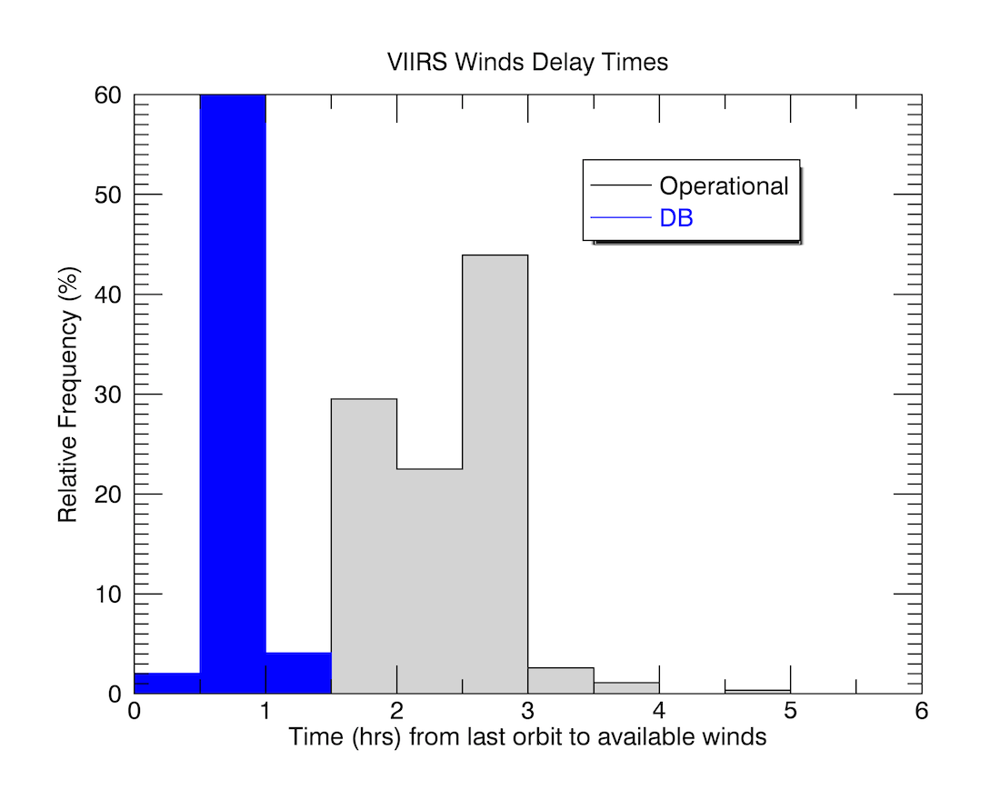 VIIRS Winds Delay Times
60
50
40
30
20
10
0
Relative Frequency (%)
Operational
DB
0 1 2 3 4 5 6
Time (hrs) from last orbit to available winds